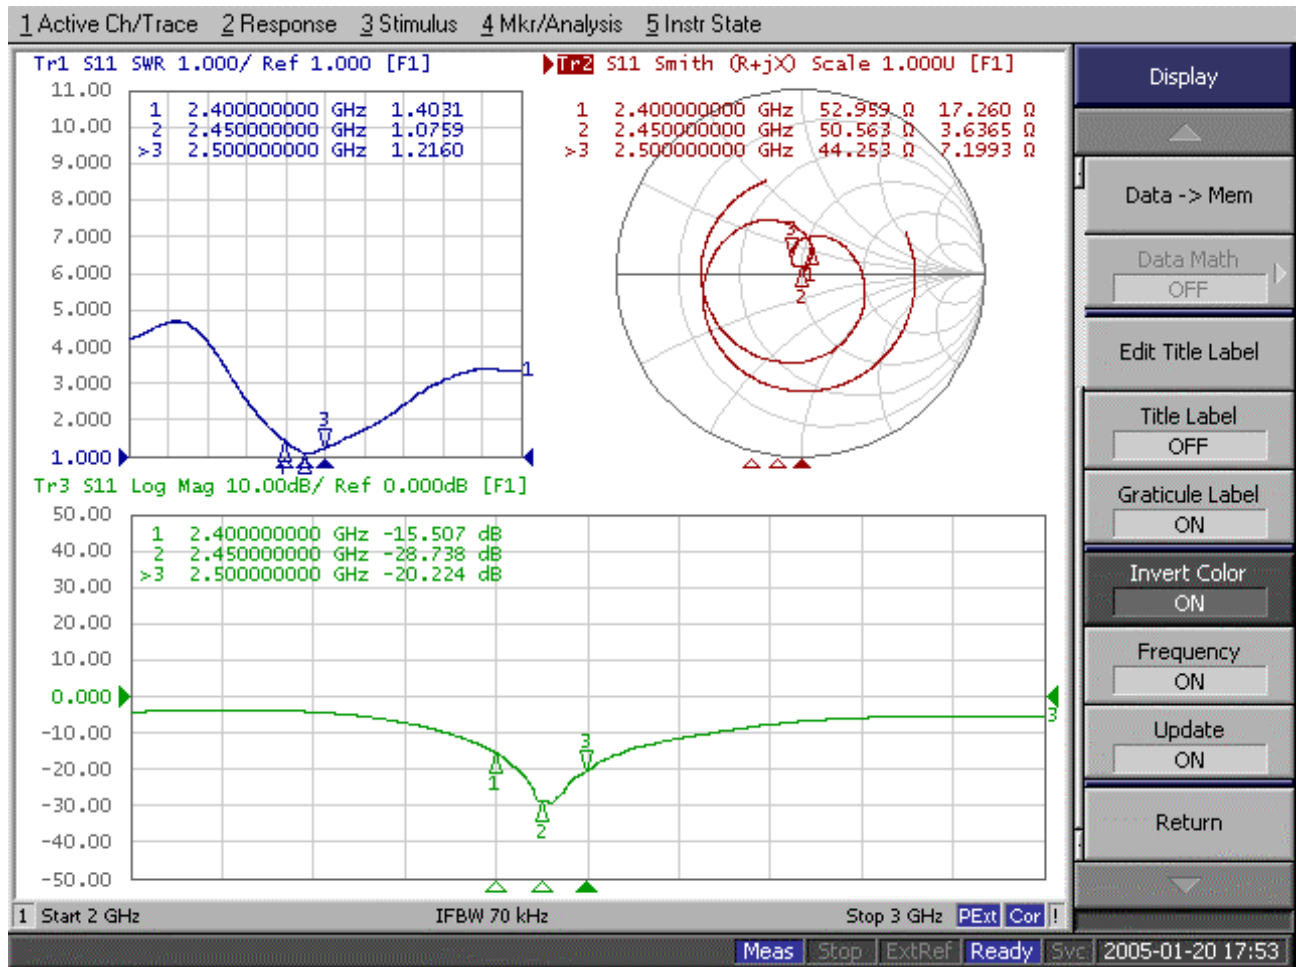 1 Active Ch/Trace 2 Response 3 Stimulus 4 Mkr/Analysis 5 Instr State
Tr1 S11 SWR 1.000/ Ref 1.000 [F1]
11.00
10.00
9.000
8.000
7.000
6.000
5.000
4.000
3.000
2.000
1.000
1 2.400000000 GHz 1.4031
2 2.450000000 GHz 1.0759
>3 2.500000000 GHz 1.2160
3
1
Tr2 S11 Smith (R+jX) Scale 1.000U [F1]
1 2.400000000 GHz 52.959 Ω 17.260 Ω
2 2.450000000 GHz 50.563 Ω 3.6365 Ω
>3 2.500000000 GHz 44.253 Ω 7.1993 Ω
3
1
2
Tr3 S11 Log Mag 10.00dB/ Ref 0.000dB [F1]
50.00
40.00
30.00
20.00
10.00
0.000
-10.00
-20.00
-30.00
-40.00
-50.00
1 2.400000000 GHz -15.507 dB
2 2.450000000 GHz -28.738 dB
>3 2.500000000 GHz -20.224 dB
1
2
3
3
1 Start 2 GHz IFBW 70 kHz Stop 3 GHz PExt Cor !
Meas Stop ExtRef Ready Svc 2005-01-20 17:53
Display
Data -> Mem
Data Math
OFF
Edit Title Label
Title Label
OFF
Graticule Label
ON
Invert Color
ON
Frequency
ON
Update
ON
Return